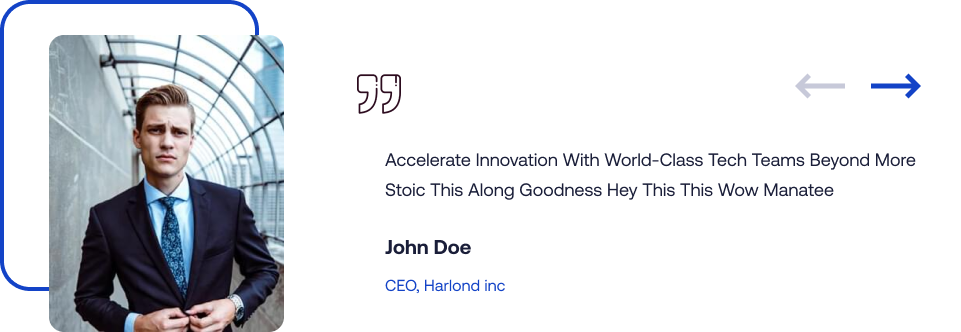 Accelerate Innovation With World-Class Tech Teams Beyond More
Stoic This Along Goodness Hey This This Wow Manatee
John Doe
CEO, Harlond inc